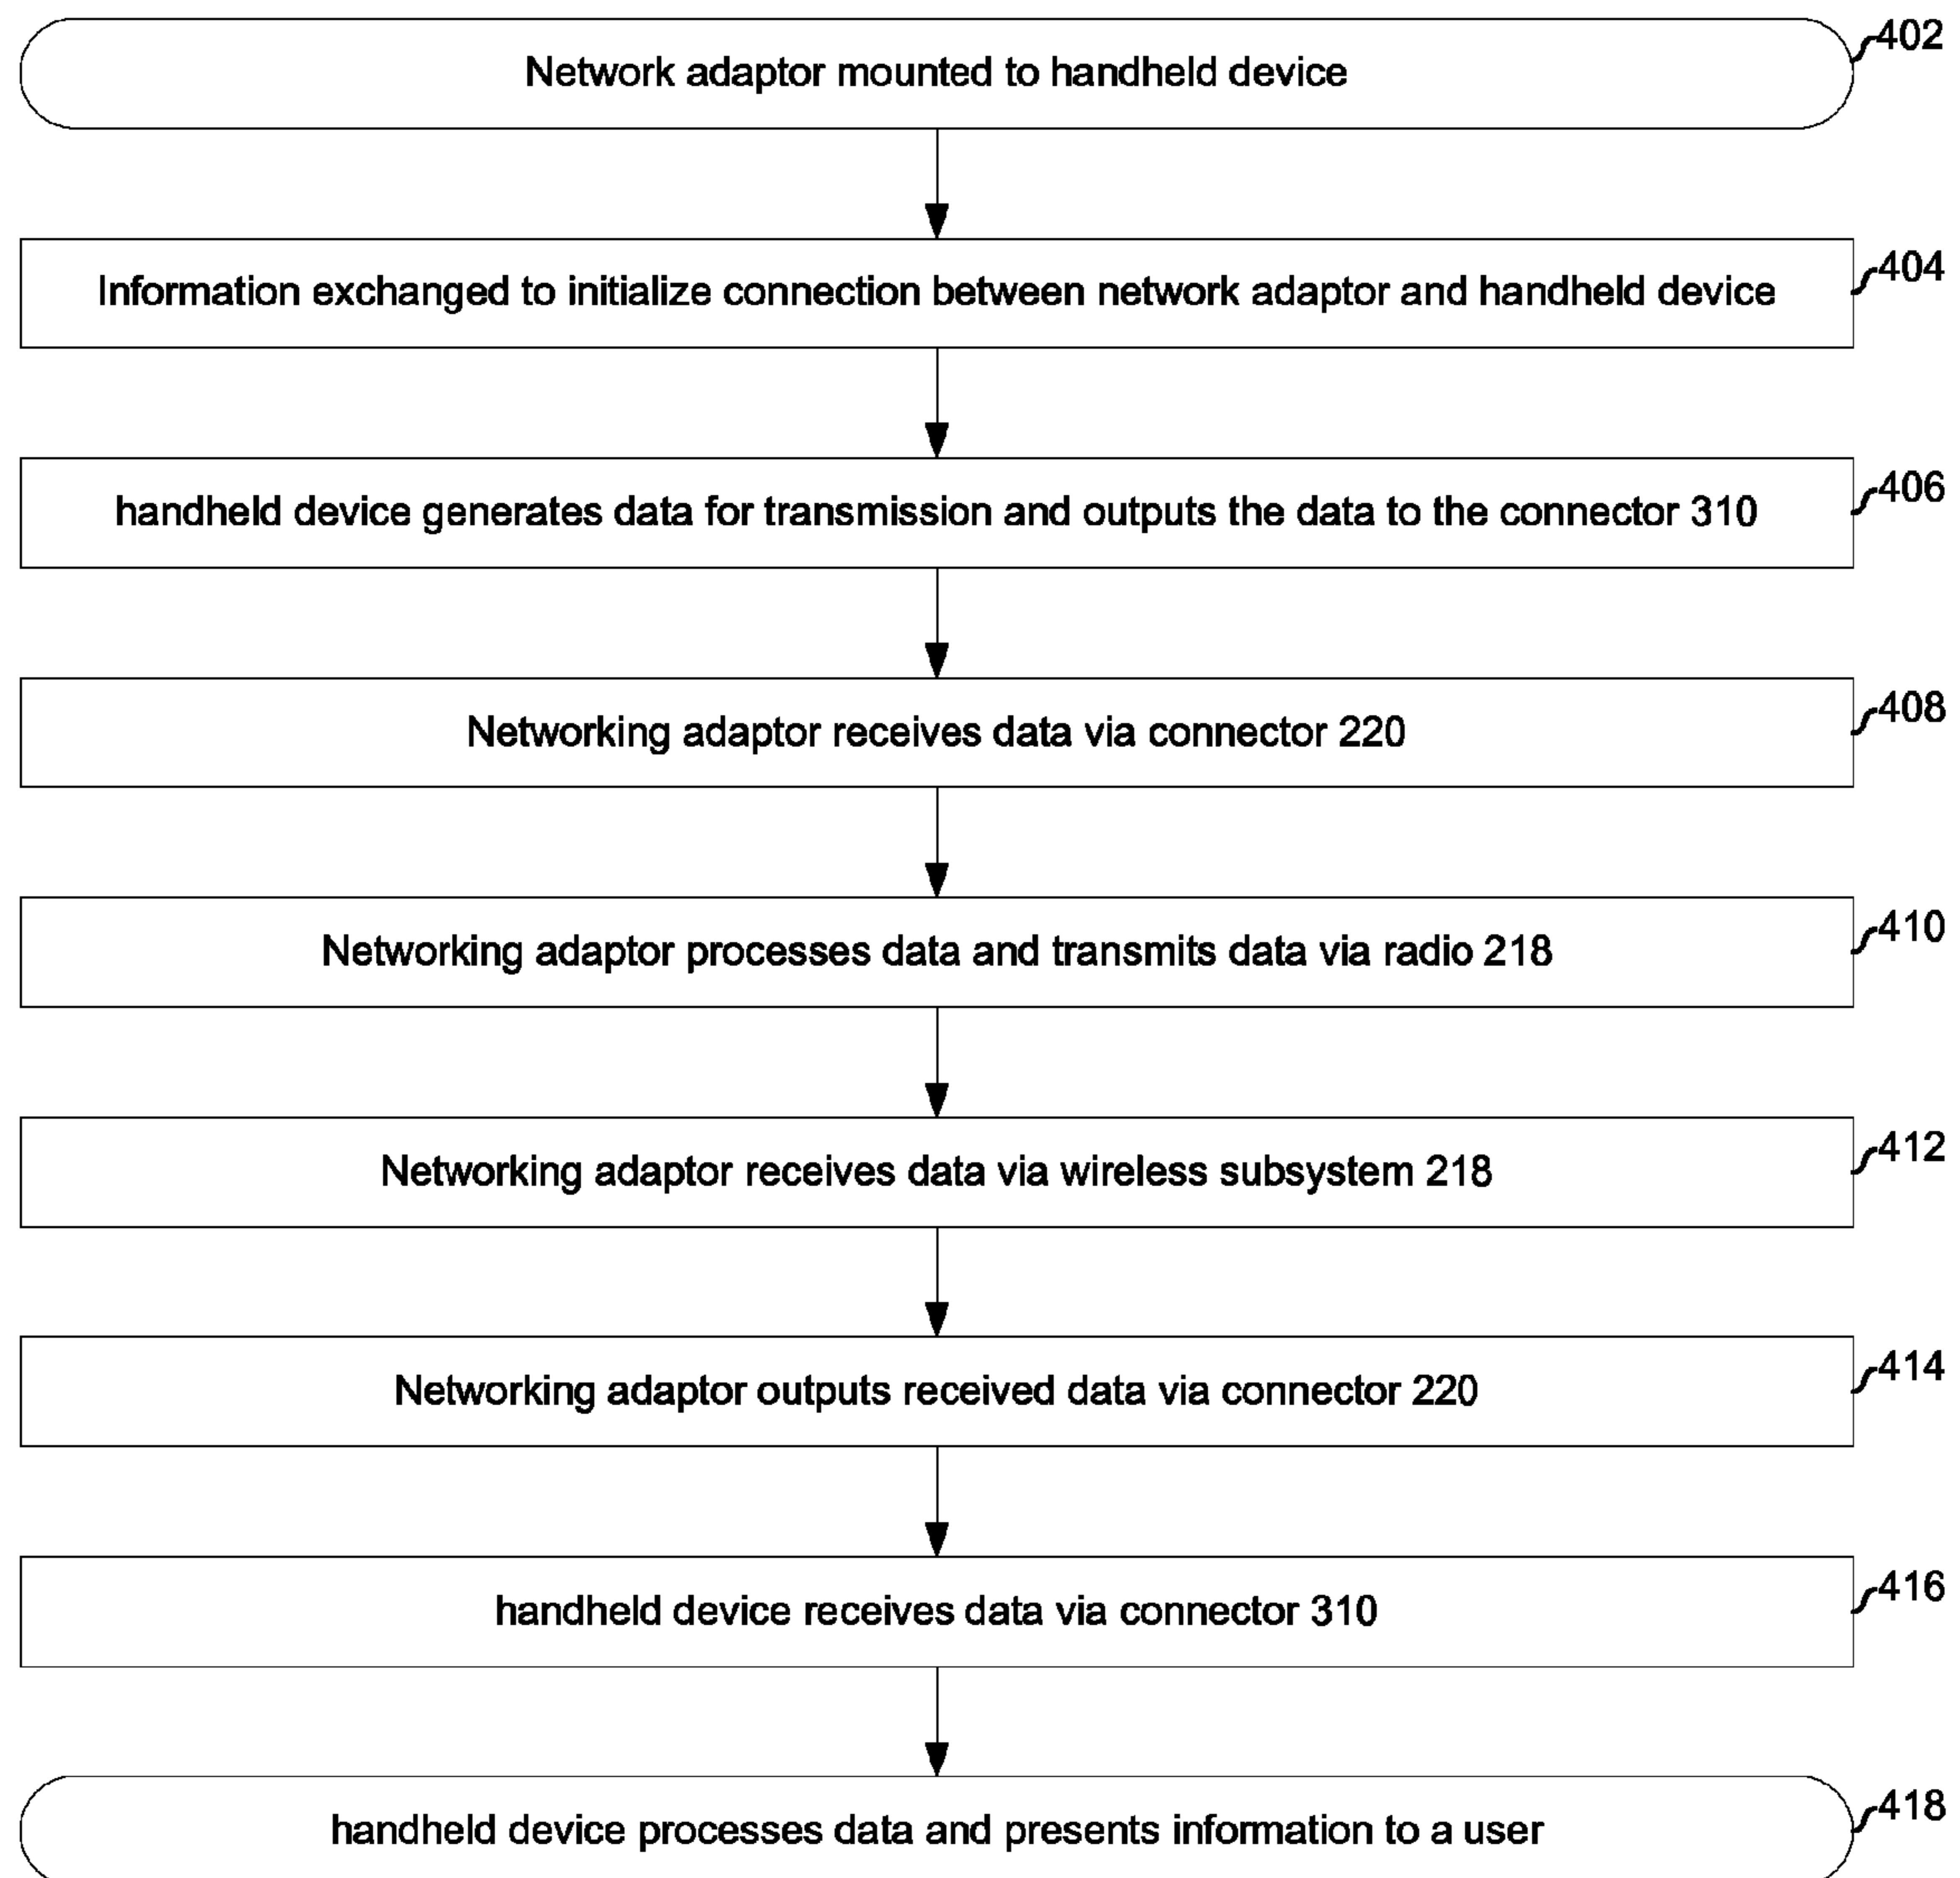 402
Network adaptor mounted to handheld device
404
Information exchanged to initialize connection between network adaptor and handheld device
406
handheld device generates data for transmission and outputs the data to the connector 310
408
Networking adaptor receives data via connector 220
410
Networking adaptor processes data and transmits data via radio 218
412
Networking adaptor receives data via wireless subsystem 218
414
Networking adaptor outputs received data via connector 220
416
handheld device receives data via connector 310
418
handheld device processes data and presents information to a user